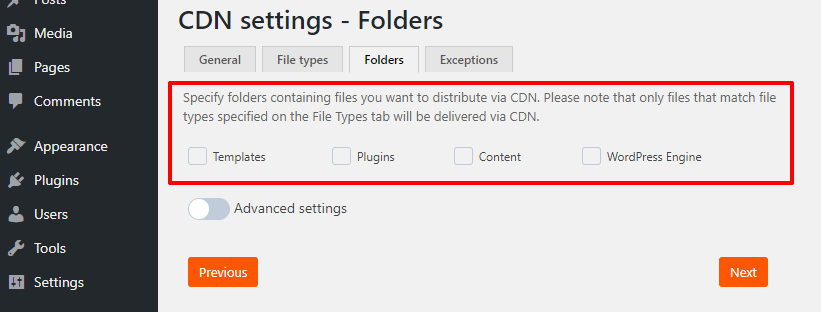 Posts
CDN settings - Folders
Media
General File types Folders Exceptions
Pages
Comments
Specify folders containing files you want to distribute via CDN. Please note that only files that match file
types specified on the File Types tab will be delivered via CDN.
Appearance
Templates Plugins Content WordPress Engine
Plugins
Users
Advanced settings
Tools
Settings
Previous Next